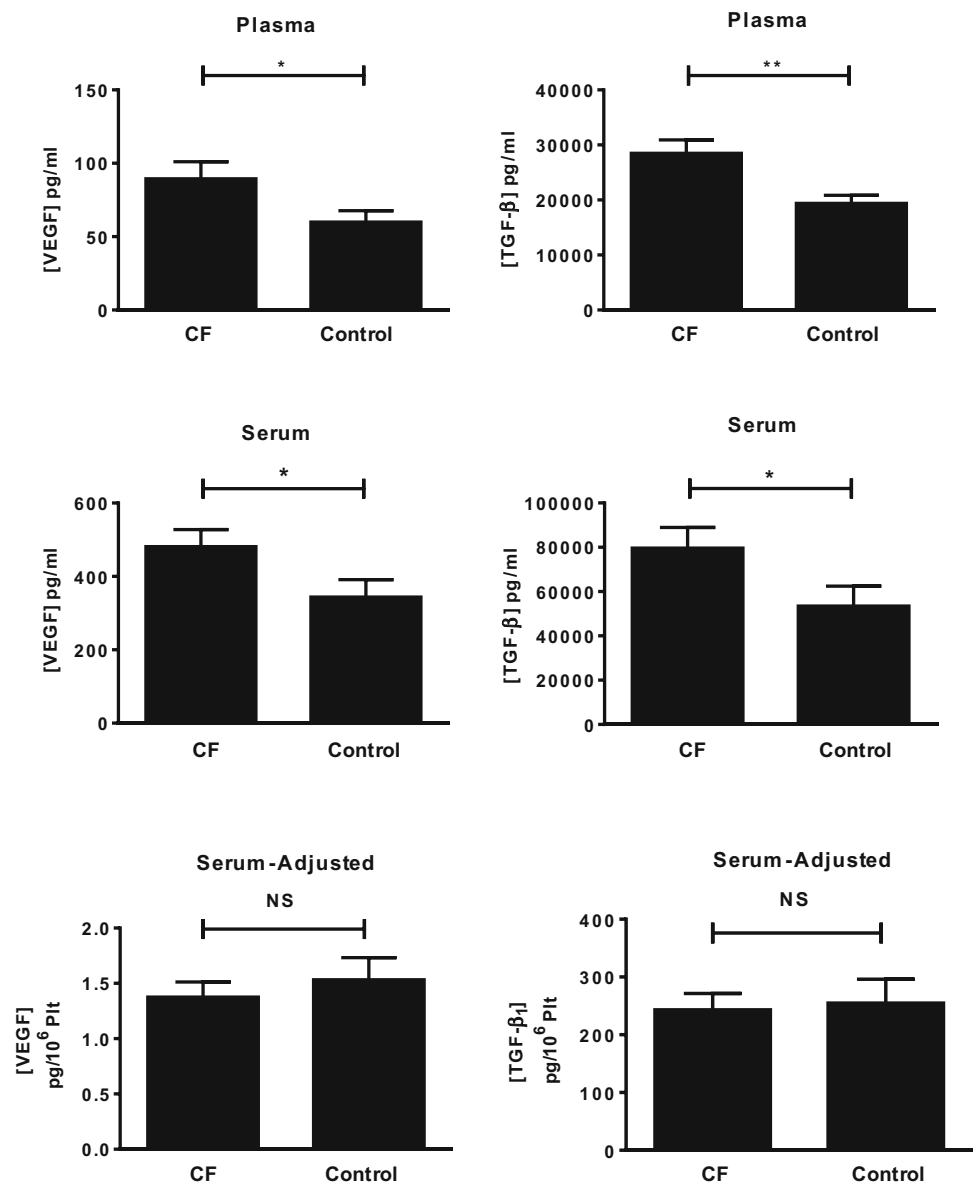 Plasma
*
150
100
50
0
[VEGF] pg/ml
CF Control
Plasma
**
40000
30000
20000
10000
0
[TGF-β] pg/ml
CF Control
Serum
*
600
400
200
0
[VEGF] pg/ml
CF Control
Serum
*
100000
80000
60000
40000
20000
0
[TGF-β] pg/ml
CF Control
Serum-Adjusted
NS
2.0
1.5
1.0
0.5
0.0
[VEGF]
pg/10⁶ Plt
CF Control
Serum-Adjusted
NS
400
300
200
100
0
[TGF-β₁]
pg/10⁶ Plt
CF Control